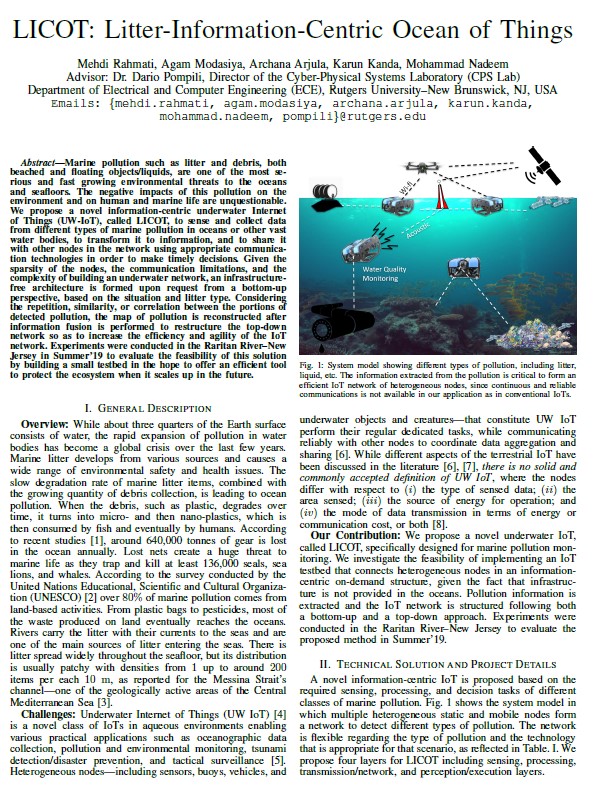 LICOT: Litter-Information-Centric Ocean of Things
Mehdi Rahmati, Agam Modasiya, Archana Arjula, Karun Kanda, Mohammad Nadeem
Advisor: Dr. Dario Pompili, Director of the Cyber-Physical Systems Laboratory (CPS Lab)
Department of Electrical and Computer Engineering (ECE), Rutgers University–New Brunswick, NJ, USA
Emails: {mehdi.rahmati, agam.modasiya, archana.arjula, karun.kanda,
mohammad.nadeem, pompili}@rutgers.edu
Abstract—Marine pollution such as litter and debris, both
beached and floating objects/liquids, are one of the most se-
rious and fast growing environmental threats to the oceans
and seafloors. The negative impacts of this pollution on the
environment and on human and marine life are unquestionable.
We propose a novel information-centric underwater Internet
of Things (UW-IoT), called LICOT, to sense and collect data
from different types of marine pollution in oceans or other vast
water bodies, to transform it to information, and to share it
with other nodes in the network using appropriate communica-
tion technologies in order to make timely decisions. Given the
sparsity of the nodes, the communication limitations, and the
complexity of building an underwater network, an infrastructure-
free architecture is formed upon request from a bottom-up
perspective, based on the situation and litter type. Considering
the repetition, similarity, or correlation between the portions of
detected pollution, the map of pollution is reconstructed after
information fusion is performed to restructure the top-down
network so as to increase the efficiency and agility of the IoT
network. Experiments were conducted in the Raritan River–New
Jersey in Summer'19 to evaluate the feasibility of this solution
by building a small testbed in the hope to offer an efficient tool
to protect the ecosystem when it scales up in the future.
I. GENERAL DESCRIPTION
Overview: While about three quarters of the Earth surface
consists of water, the rapid expansion of pollution in water
bodies has become a global crisis over the last few years.
Marine litter develops from various sources and causes a
wide range of environmental safety and health issues. The
slow degradation rate of marine litter items, combined with
the growing quantity of debris collection, is leading to ocean
pollution. When the debris, such as plastic, degrades over
time, it turns into micro- and then nano-plastics, which is
then consumed by fish and eventually by humans. According
to recent studies [1], around 640,000 tonnes of gear is lost
in the ocean annually. Lost nets create a huge threat to
marine life as they trap and kill at least 136,000 seals, sea
lions, and whales. According to the survey conducted by the
United Nations Educational, Scientific and Cultural Organiza-
tion (UNESCO) [2] over 80% of marine pollution comes from
land-based activities. From plastic bags to pesticides, most of
the waste produced on land eventually reaches the oceans.
Rivers carry the litter with their currents to the seas and are
one of the main sources of litter entering the seas. There is
litter spread widely throughout the seafloor, but its distribution
is usually patchy with densities from 1 up to around 200
items per each 10 m, as reported for the Messina Strait's
channel—one of the geologically active areas of the Central
Mediterranean Sea [3].
Challenges: Underwater Internet of Things (UW IoT) [4]
is a novel class of IoTs in aqueous environments enabling
various practical applications such as oceanographic data
collection, pollution and environmental monitoring, tsunami
detection/disaster prevention, and tactical surveillance [5].
Heterogeneous nodes—including sensors, buoys, vehicles, and
Wi-Fi
Acoustic
Water Quality
Monitoring
Fig. 1: System model showing different types of pollution, including litter,
liquid, etc. The information extracted from the pollution is critical to form an
efficient IoT network of heterogeneous nodes, since continuous and reliable
communications is not available in our application as in conventional IoTs.
underwater objects and creatures—that constitute UW IoT
perform their regular dedicated tasks, while communicating
reliably with other nodes to coordinate data aggregation and
sharing [6]. While different aspects of the terrestrial IoT have
been discussed in the literature [6], [7], there is no solid and
commonly accepted definition of UW IoT, where the nodes
differ with respect to (i) the type of sensed data; (ii) the
area sensed; (iii) the source of energy for operation; and
(iv) the mode of data transmission in terms of energy or
communication cost, or both [8].
Our Contribution: We propose a novel underwater IoT,
called LICOT, specifically designed for marine pollution mon-
itoring. We investigate the feasibility of implementing an IoT
testbed that connects heterogeneous nodes in an information-
centric on-demand structure, given the fact that infrastruc-
ture is not provided in the oceans. Pollution information is
extracted and the IoT network is structured following both
a bottom-up and a top-down approach. Experiments were
conducted in the Raritan River–New Jersey to evaluate the
proposed method in Summer'19.
II. TECHNICAL SOLUTION AND PROJECT DETAILS
A novel information-centric IoT is proposed based on the
required sensing, processing, and decision tasks of different
classes of marine pollution. Fig. 1 shows the system model in
which multiple heterogeneous static and mobile nodes form
a network to detect different types of pollution. The network
is flexible regarding the type of pollution and the technology
that is appropriate for that scenario, as reflected in Table. I. We
propose four layers for LICOT including sensing, processing,
transmission/network, and perception/execution layers.